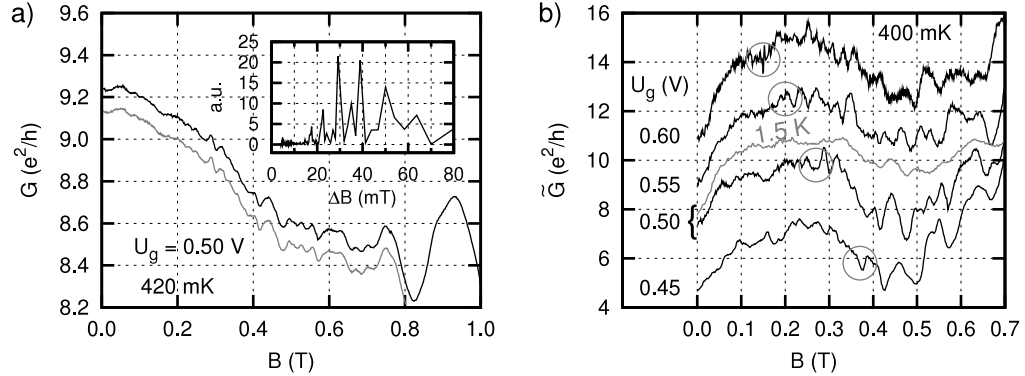 a)
9.6
9.4
9.2
9.0
8.8
8.6
8.4
8.2
G (e²/h)
0.0 0.2 0.4 0.6 0.8 1.0
B (T)
U_g = 0.50 V
420 mK
25
20
15
10
5
0
a.u.
0 20 40 60 80
ΔB (mT)
b)
16
14
12
10
8
6
4
G̃ (e²/h)
400 mK
U_g (V)
0.60
1.5 K
0.55
0.50 {
0.45
0.0 0.1 0.2 0.3 0.4 0.5 0.6 0.7
B (T)